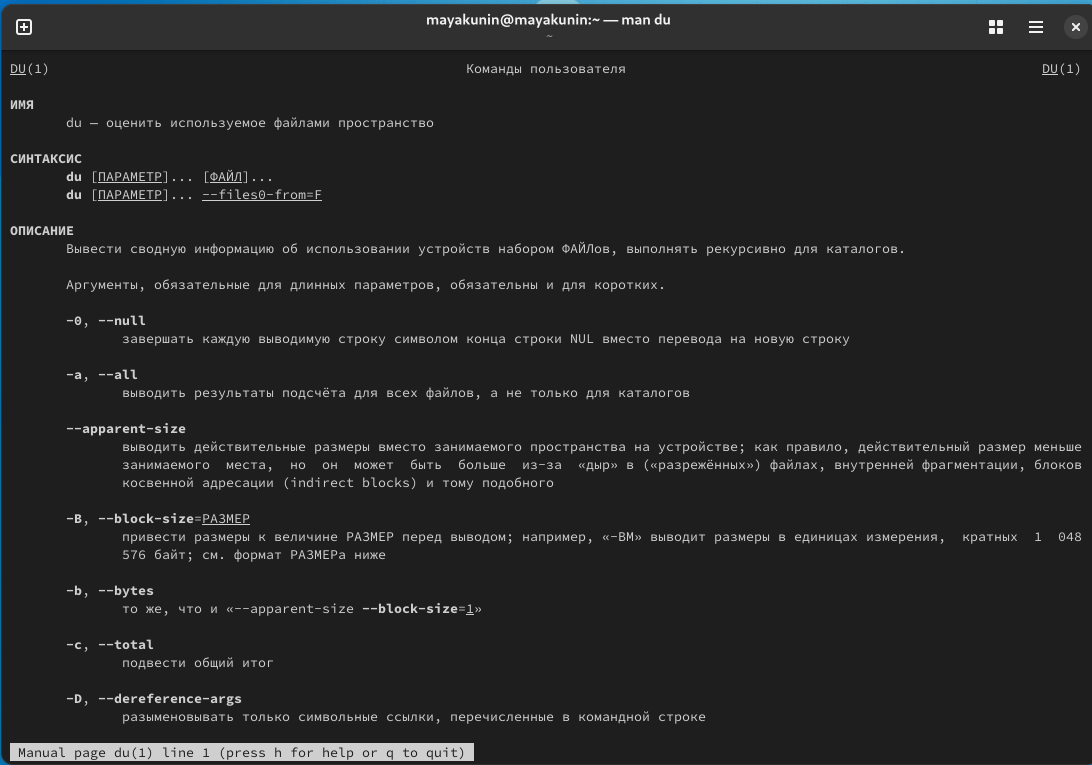 mayakunin@mayakunin:~ — man du
~
DU(1) Команды пользователя DU(1)
ИМЯ
du — оценить используемое файлами пространство
СИНТАКСИС
du [ПАРАМЕТР]... [ФАЙЛ]...
du [ПАРАМЕТР]... --files0-from=F
ОПИСАНИЕ
Вывести сводную информацию об использовании устройств набором ФАЙЛов, выполнять рекурсивно для каталогов.
Аргументы, обязательные для длинных параметров, обязательны и для коротких.
-0, --null
завершать каждую выводимую строку символом конца строки NUL вместо перевода на новую строку
-a, --all
выводить результаты подсчёта для всех файлов, а не только для каталогов
--apparent-size
выводить действительные размеры вместо занимаемого пространства на устройстве; как правило, действительный размер меньше
занимаемого места, но он может быть больше из-за «дыр» в («разрежённых») файлах, внутренней фрагментации, блоков
косвенной адресации (indirect blocks) и тому подобного
-B, --block-size=РАЗМЕР
привести размеры к величине РАЗМЕР перед выводом; например, «-BM» выводит размеры в единицах измерения, кратных 1 048
576 байт; см. формат РАЗМЕРа ниже
-b, --bytes
то же, что и «--apparent-size --block-size=1»
-c, --total
подвести общий итог
-D, --dereference-args
разыменовывать только символьные ссылки, перечисленные в командной строке
Manual page du(1) line 1 (press h for help or q to quit)